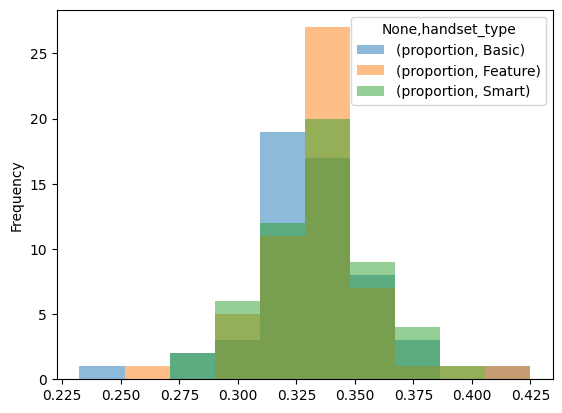 None,handset_type
(proportion, Basic)
(proportion, Feature)
(proportion, Smart)
Frequency
25
20
15
10
5
0
0.225 0.250 0.275 0.300 0.325 0.350 0.375 0.400 0.425